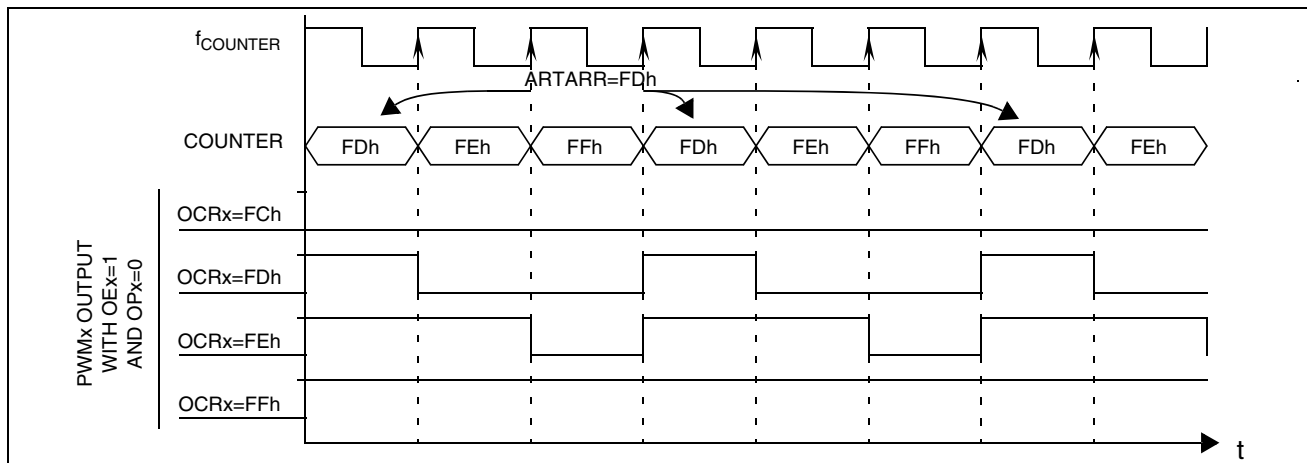 fCOUNTER
ARTARR=FDh
COUNTER
FDh FEh FFh FDh FEh FFh FDh FEh
PWMx OUTPUT
WITH OEx=1
AND OPx=0
OCRx=FCh
OCRx=FDh
OCRx=FEh
OCRx=FFh
t